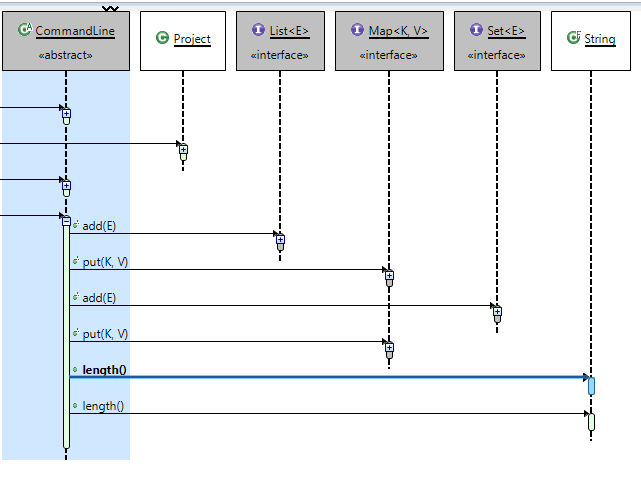 CommandLine
«abstract»
Project
List<E>
«interface»
Map<K, V>
«interface»
Set<E>
«interface»
String
add(E)
put(K, V)
add(E)
put(K, V)
length()
length()